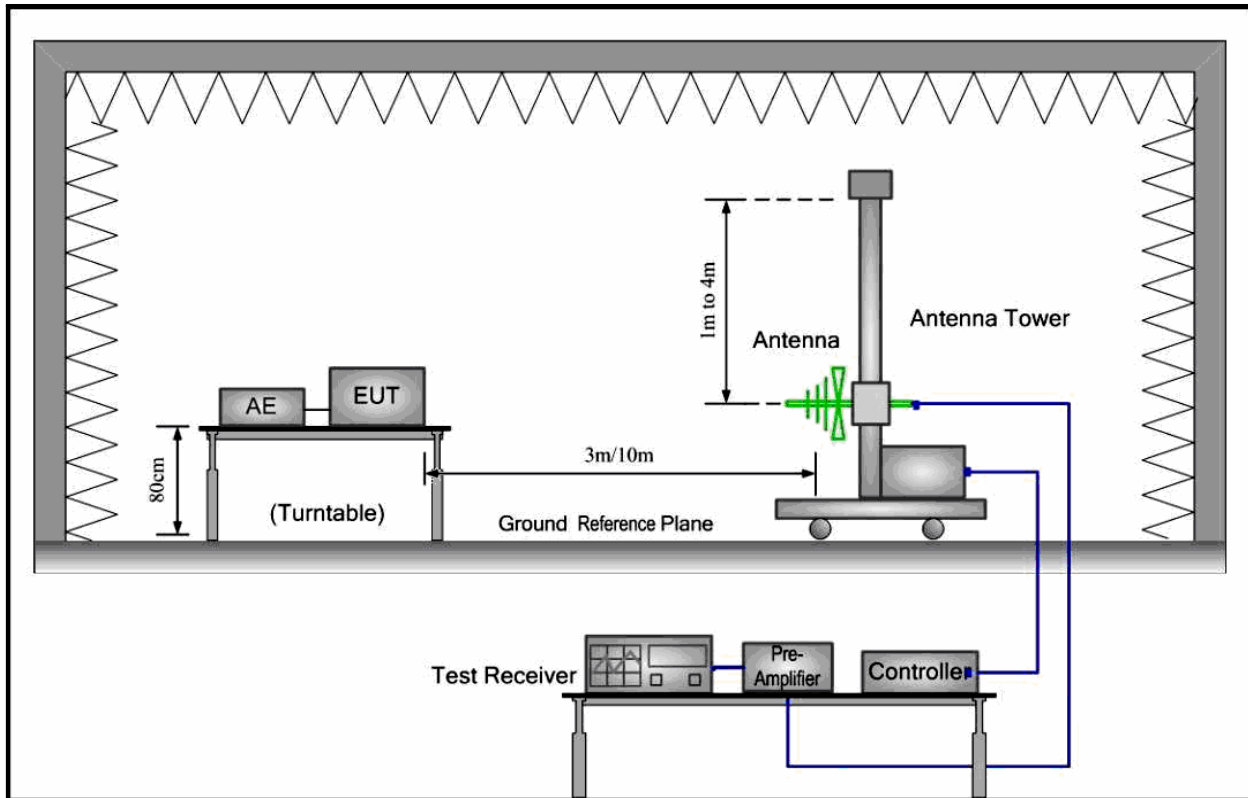 1m to 4m
Antenna
Antenna Tower
AE
EUT
80cm
(Turntable)
3m/10m
Ground Reference Plane
Test Receiver
Pre-
Amplifier
Controller